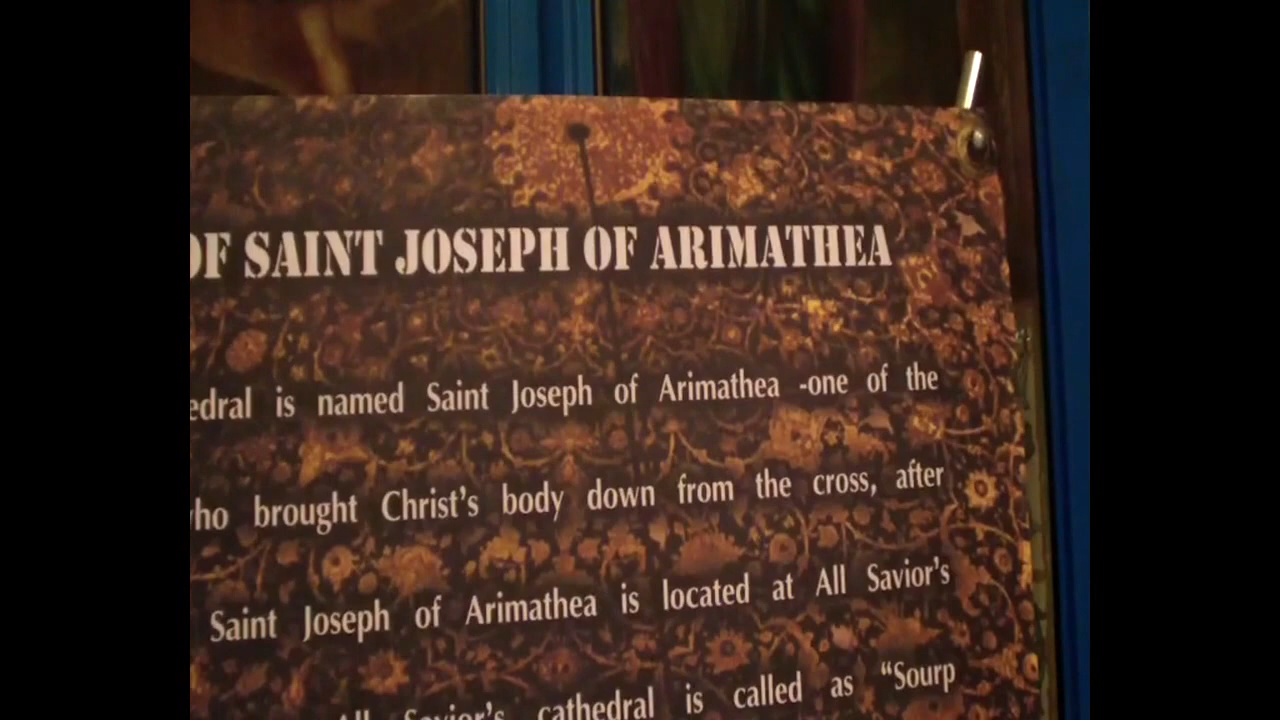 OF SAINT JOSEPH OF ARIMATHEA
edral is named Saint Joseph of Arimathea -one of the
who brought Christ's body down from the cross, after
Saint Joseph of Arimathea is located at All Savior's
All Savior's cathedral is called as “Sourp